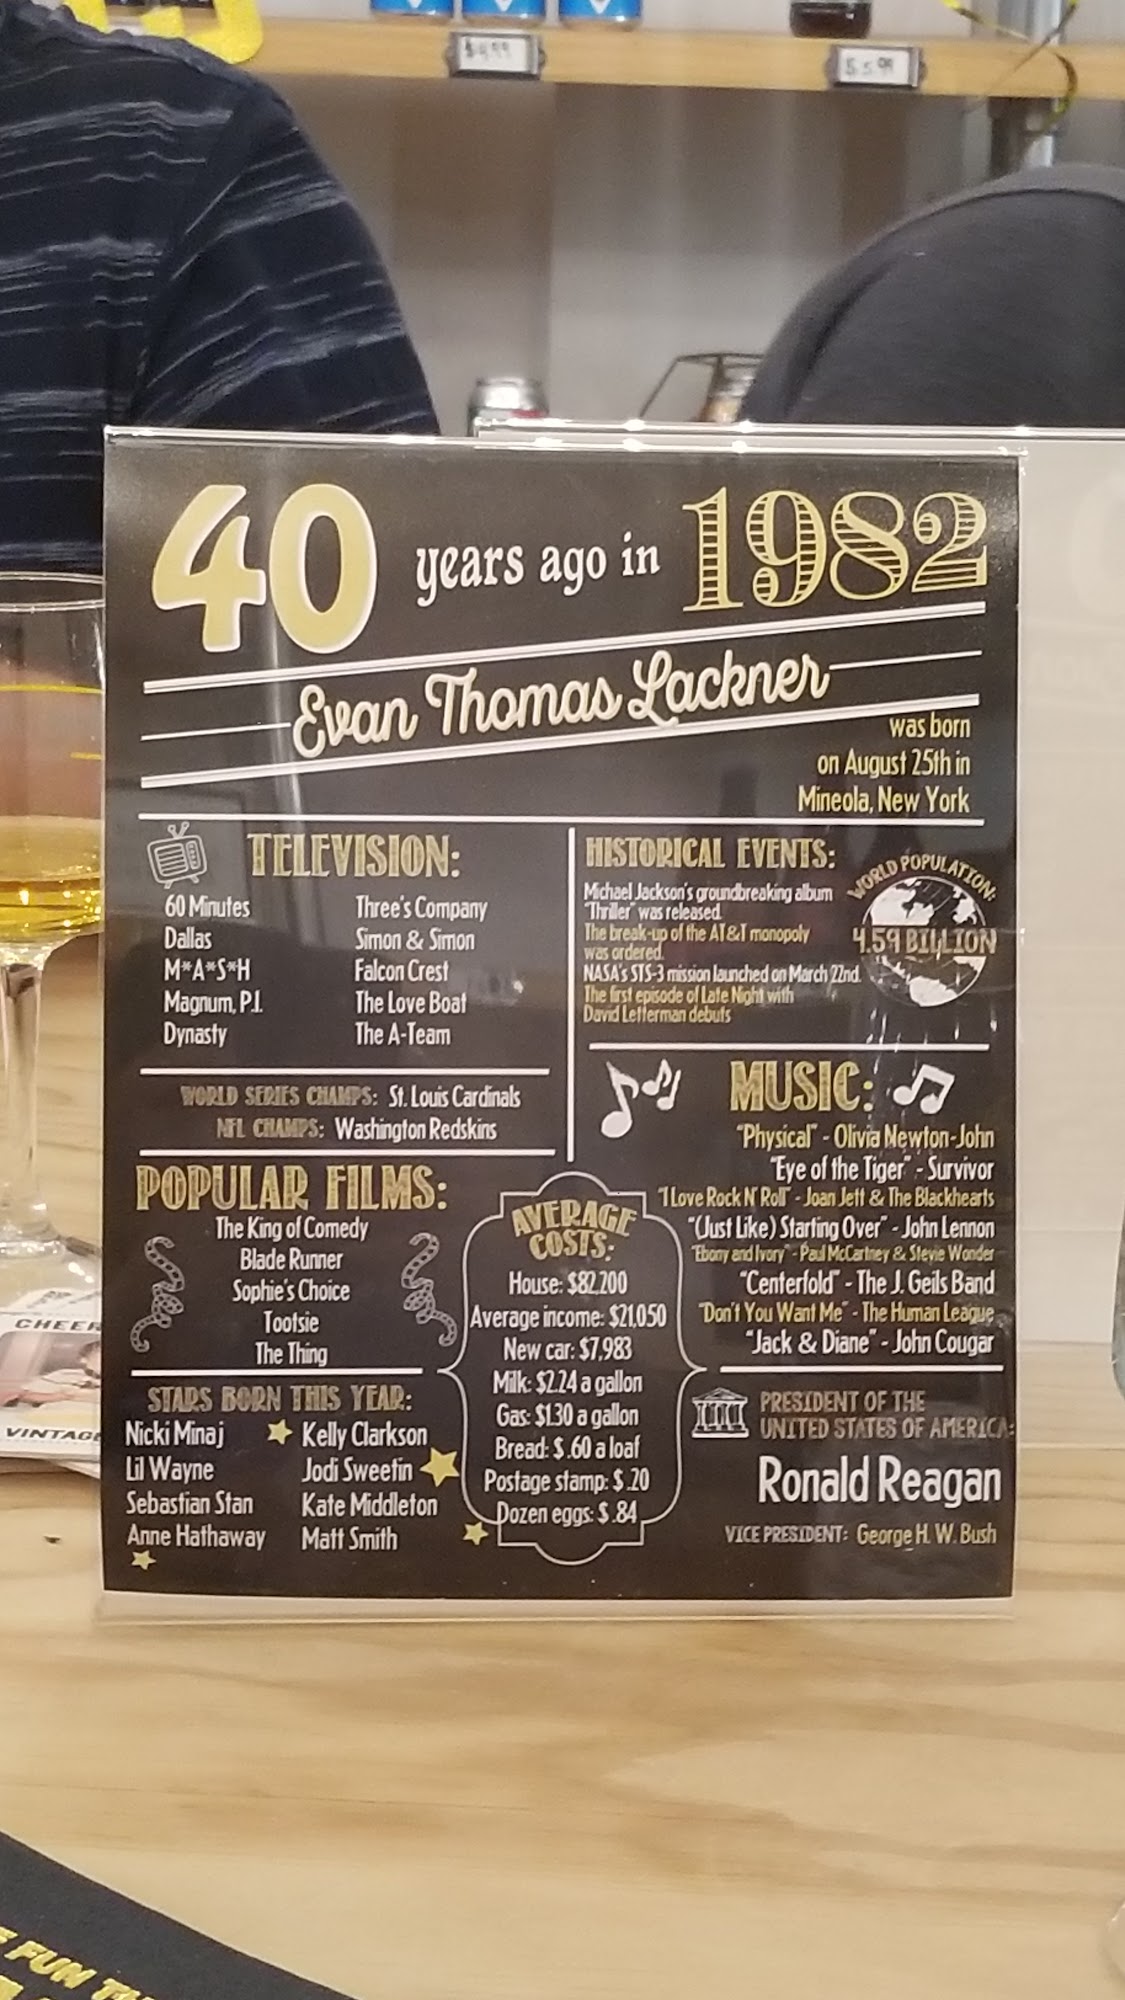 $4.99
$5.99
40 years ago in 1982
Evan Thomas Lackner
was born
on August 25th in
Mineola, New York
TELEVISION:
60 Minutes
Dallas
M*A*S*H
Magnum, P.I.
Dynasty
Three's Company
Simon & Simon
Falcon Crest
The Love Boat
The A-Team
WORLD SERIES CHAMPS: St. Louis Cardinals
NFL CHAMPS: Washington Redskins
HISTORICAL EVENTS:
Michael Jackson's groundbreaking album
"Thriller" was released.
The break-up of the AT&T monopoly
was ordered.
NASA's STS-3 mission launched on March 22nd.
The first episode of Late Night with
David Letterman debuts
WORLD POPULATION:
4.59 BILLION
MUSIC:
"Physical" - Olivia Newton-John
"Eye of the Tiger" - Survivor
"I Love Rock N' Roll" - Joan Jett & The Blackhearts
"(Just Like) Starting Over" - John Lennon
"Ebony and Ivory" - Paul McCartney & Stevie Wonder
"Centerfold" - The J. Geils Band
"Don't You Want Me" - The Human League
"Jack & Diane" - John Cougar
POPULAR FILMS:
The King of Comedy
Blade Runner
Sophie's Choice
Tootsie
The Thing
AVERAGE
COSTS:
House: $82,200
Average income: $21,050
New car: $7,983
Milk: $2.24 a gallon
Gas: $1.30 a gallon
Bread: $.60 a loaf
Postage stamp: $.20
Dozen eggs: $.84
STARS BORN THIS YEAR:
Nicki Minaj
Lil Wayne
Sebastian Stan
Anne Hathaway
Kelly Clarkson
Jodi Sweetin
Kate Middleton
Matt Smith
PRESIDENT OF THE
UNITED STATES OF AMERICA:
Ronald Reagan
VICE PRESIDENT: George H. W. Bush
CHEER
VINTAGE
FUN